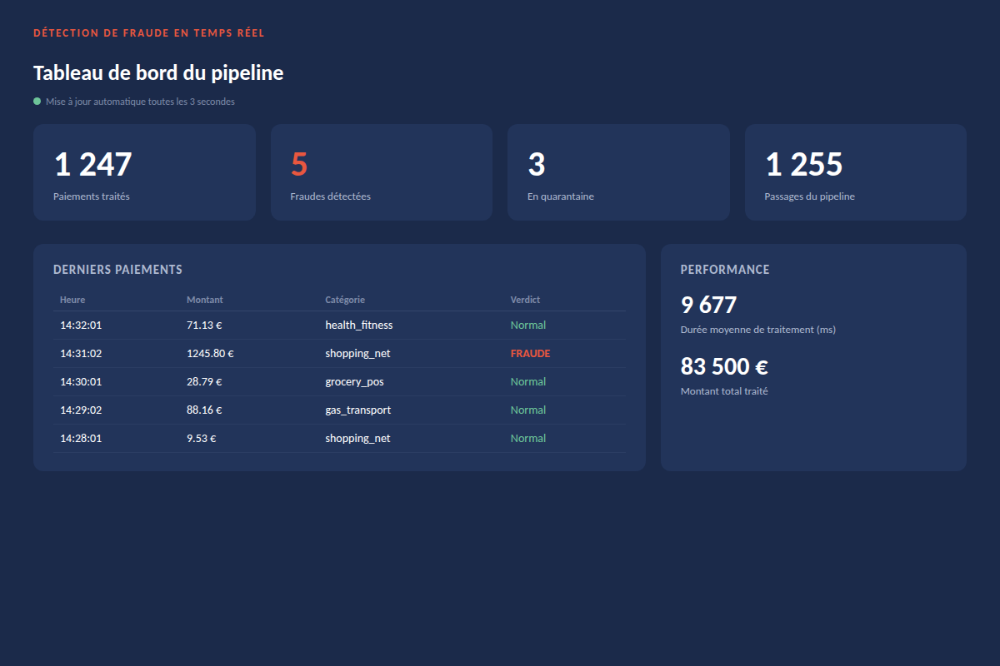 DÉTECTION DE FRAUDE EN TEMPS RÉEL
Tableau de bord du pipeline
Mise à jour automatique toutes les 3 secondes
1 247
Paiements traités
5
Fraudes détectées
3
En quarantaine
1 255
Passages du pipeline
DERNIERS PAIEMENTS
Heure Montant Catégorie Verdict
14:32:01 71.13 € health_fitness Normal
14:31:02 1245.80 € shopping_net FRAUDE
14:30:01 28.79 € grocery_pos Normal
14:29:02 88.16 € gas_transport Normal
14:28:01 9.53 € shopping_net Normal
PERFORMANCE
9 677
Durée moyenne de traitement (ms)
83 500 €
Montant total traité